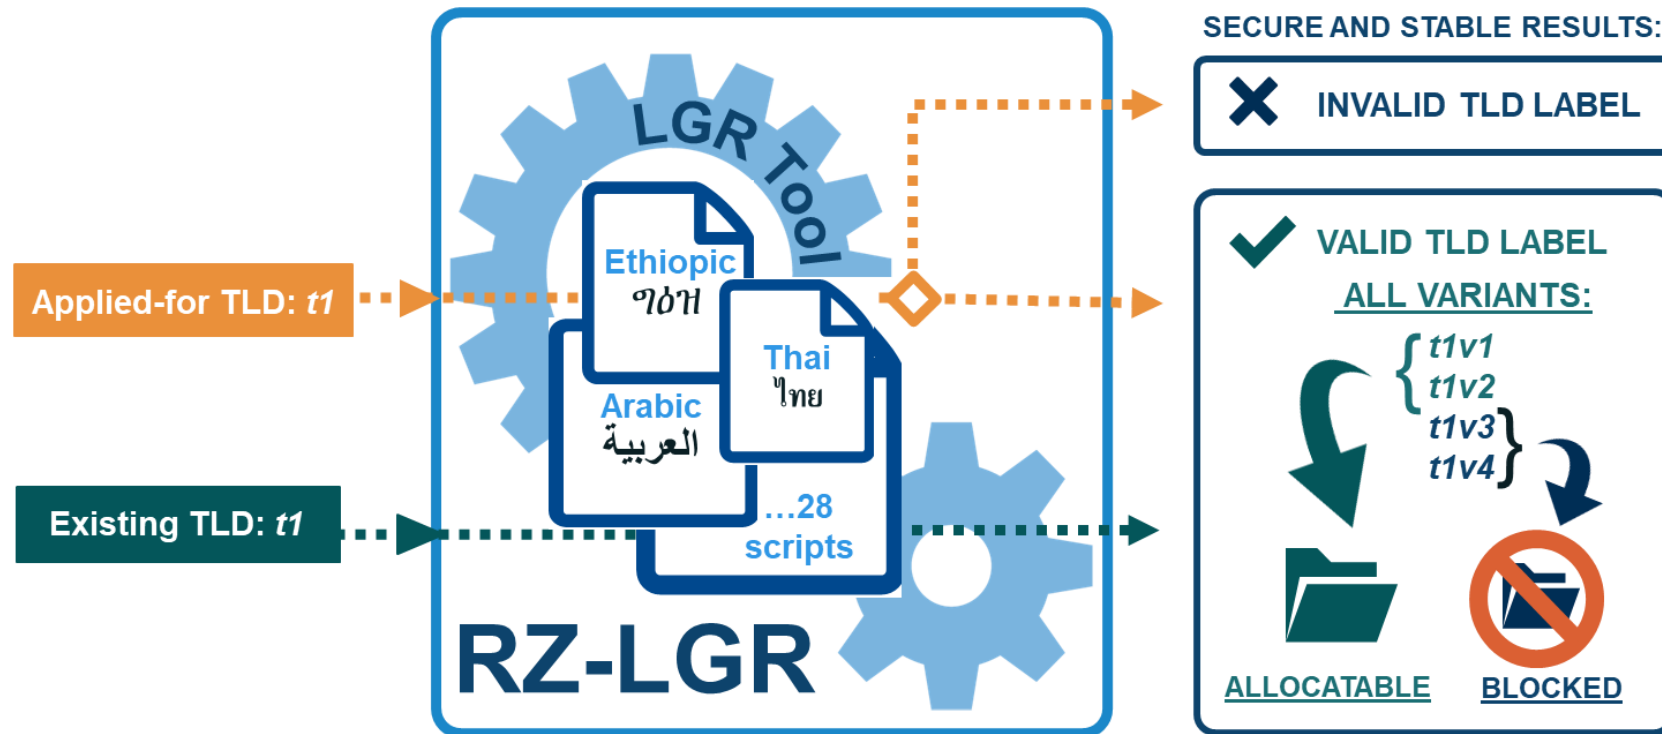 SECURE AND STABLE RESULTS:
INVALID TLD LABEL
LGR Tool
Applied-for TLD: t1
Ethiopic
ግዕዝ
Thai
ไทย
Arabic
العربية
...28
scripts
Existing TLD: t1
RZ-LGR
VALID TLD LABEL
ALL VARIANTS:
t1v1
t1v2
t1v3
t1v4
ALLOCATABLE
BLOCKED